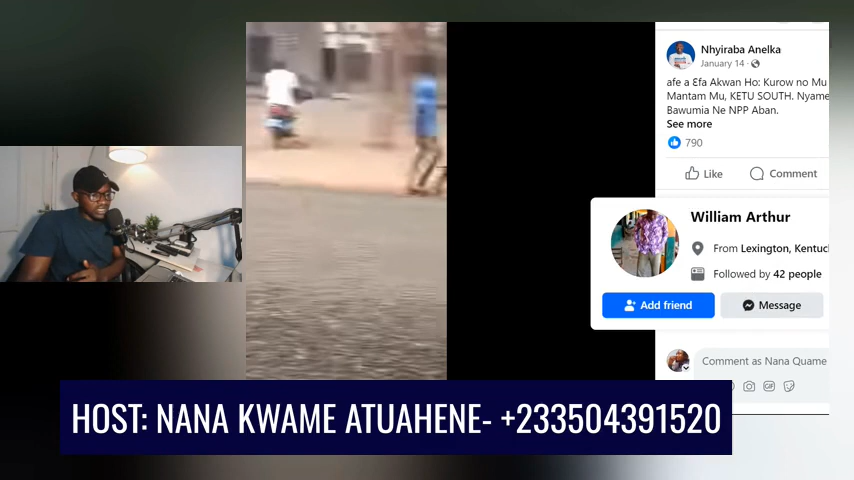 Nhyiraba Anelka
January 14 ·
afe a Ɛfa Akwan Ho: Kurow no Mu
Mantam Mu, KETU SOUTH. Nyame
Bawumia Ne NPP Aban.
See more
790
Like Comment
William Arthur
From Lexington, Kentuc
Followed by 42 people
Add friend Message
Comment as Nana Quame
GIF
HOST: NANA KWAME ATUAHENE- +233504391520